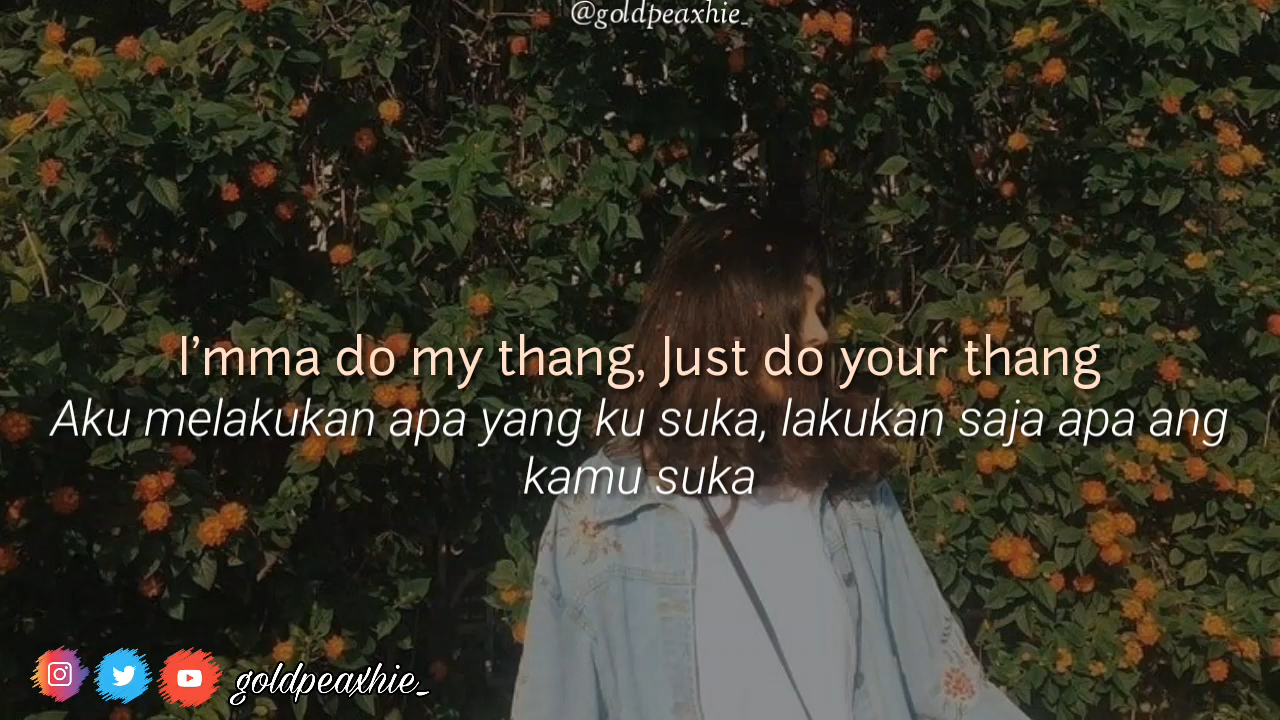 @goldpeaxhie_
I'mma do my thang, Just do your thang
Aku melakukan apa yang ku suka, lakukan saja apa ang
kamu suka
goldpeaxhie_